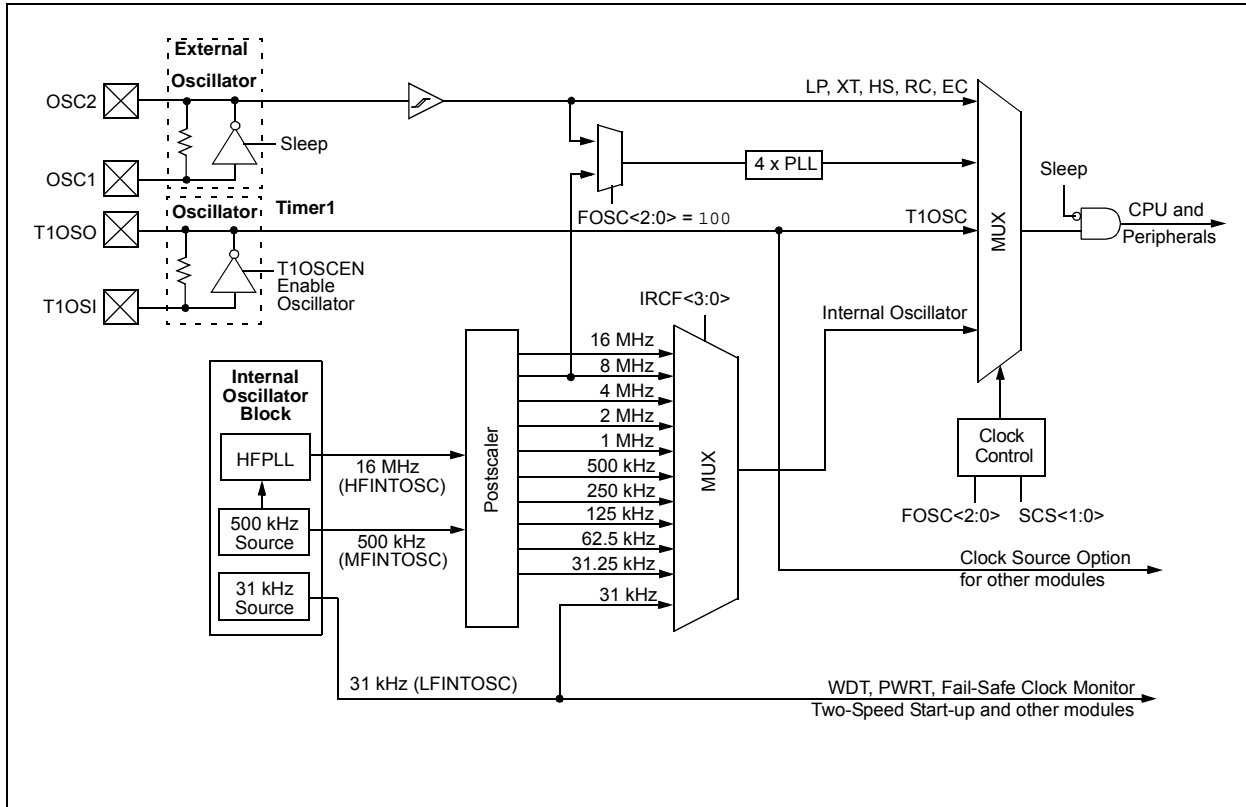 External
Oscillator
OSC2
Sleep
OSC1
LP, XT, HS, RC, EC
4 x PLL
FOSC<2:0> = 100
Oscillator
Timer1
T1OSO
T1OSCEN
Enable
Oscillator
T1OSI
T1OSC
MUX
Sleep
CPU and
Peripherals
IRCF<3:0>
Internal Oscillator
Internal
Oscillator
Block
HFPLL
500 kHz
Source
31 kHz
Source
16 MHz
(HFINTOSC)
500 kHz
(MFINTOSC)
Postscaler
16 MHz
8 MHz
4 MHz
2 MHz
1 MHz
500 kHz
250 kHz
125 kHz
62.5 kHz
31.25 kHz
31 kHz
MUX
Clock
Control
FOSC<2:0>
SCS<1:0>
Clock Source Option
for other modules
31 kHz (LFINTOSC)
WDT, PWRT, Fail-Safe Clock Monitor
Two-Speed Start-up and other modules